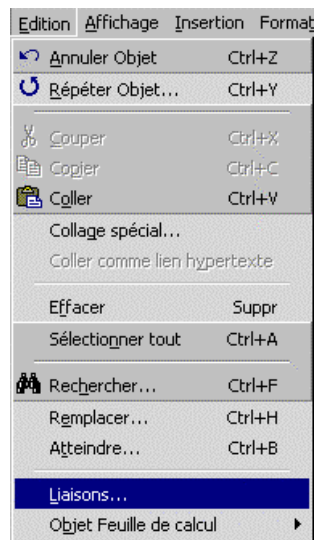 Edition Affichage Insertion Format
Annuler Objet Ctrl+Z
Répéter Objet... Ctrl+Y
Couper Ctrl+X
Copier Ctrl+C
Coller Ctrl+V
Collage spécial...
Coller comme lien hypertexte
Effacer Suppr
Sélectionner tout Ctrl+A
Rechercher... Ctrl+F
Remplacer... Ctrl+H
Atteindre... Ctrl+B
Liaisons...
Objet Feuille de calcul